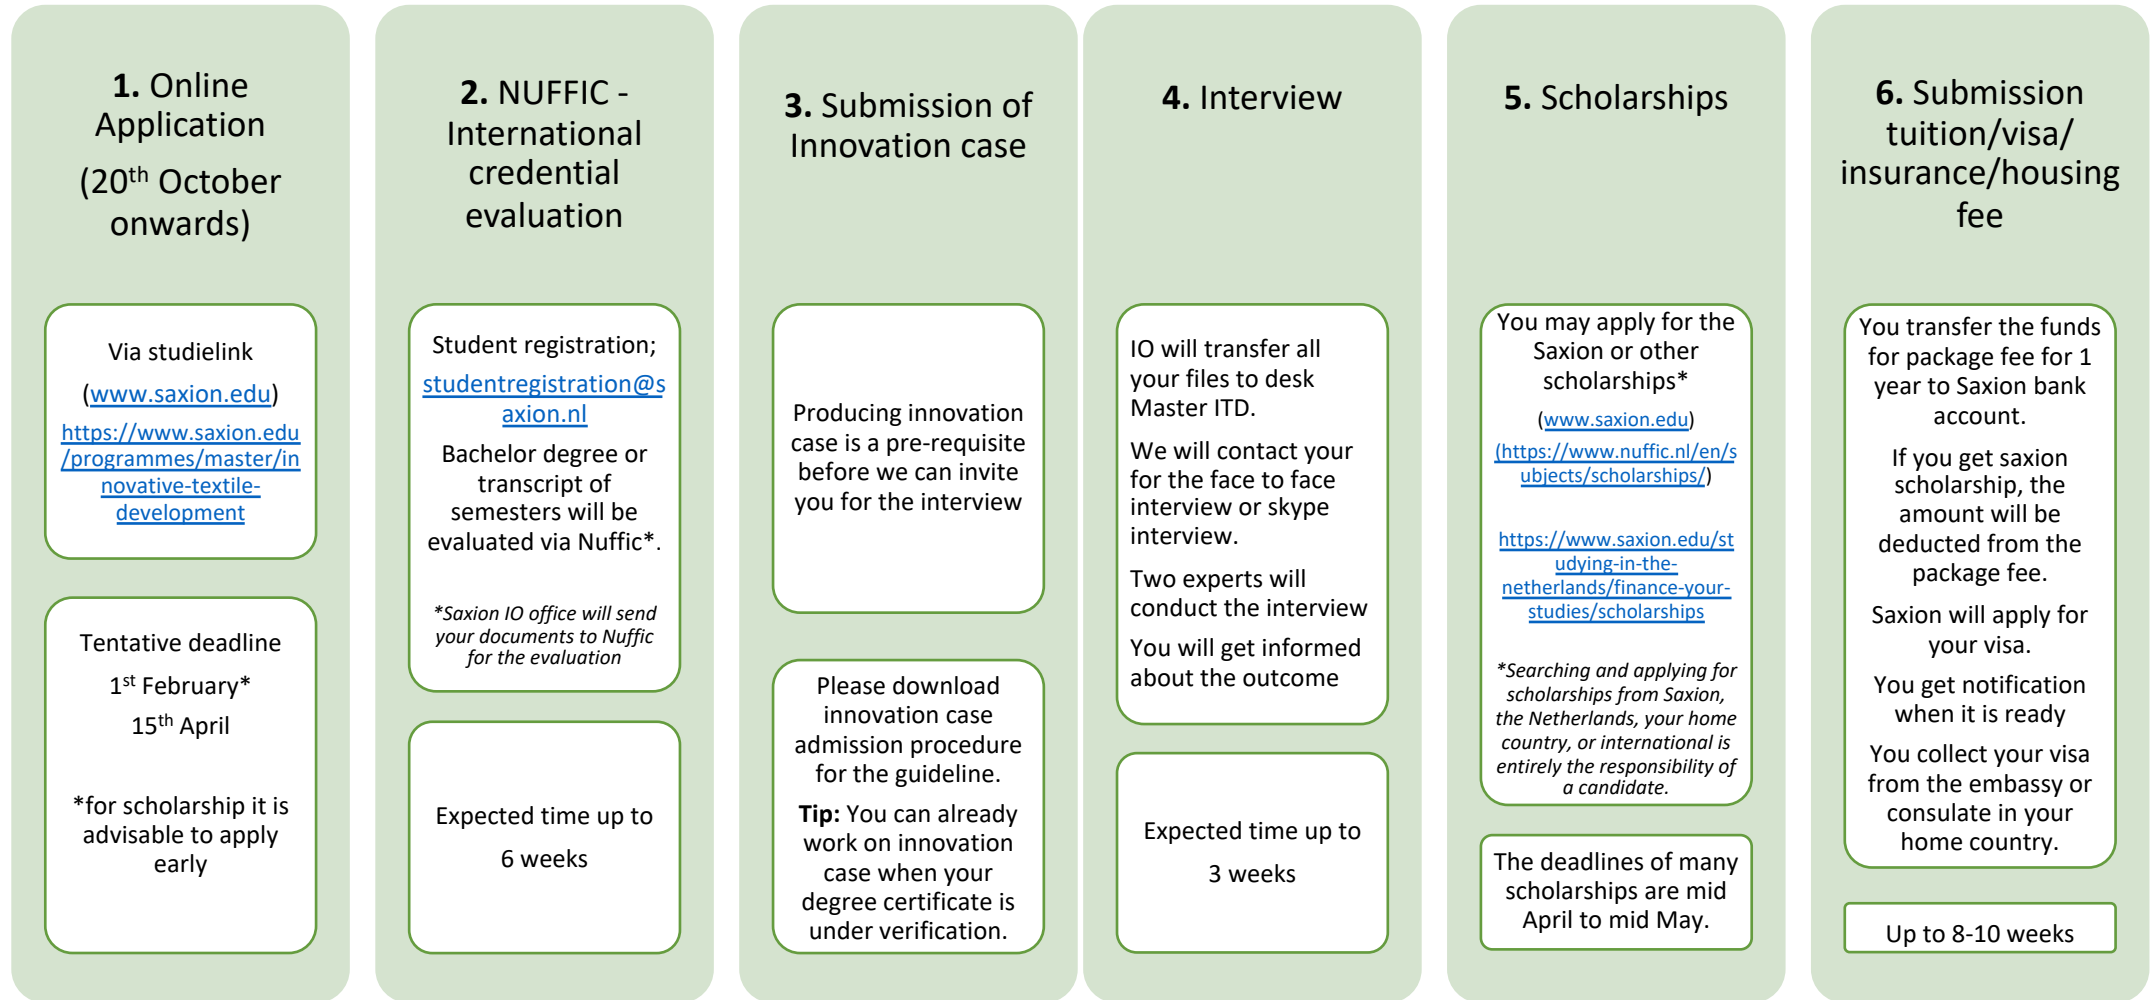 1. Online
Application
(20th October
onwards)
Via studielink
(www.saxion.edu)
https://www.saxion.edu
/programmes/master/in
novative-textile-
development
Tentative deadline
1st February*
15th April
*for scholarship it is
advisable to apply
early
2. NUFFIC -
International
credential
evaluation
Student registration;
studentregistration@s
axion.nl
Bachelor degree or
transcript of
semesters will be
evaluated via Nuffic*.
*Saxion IO office will send
your documents to Nuffic
for the evaluation
Expected time up to
6 weeks
3. Submission of
Innovation case
Producing innovation
case is a pre-requisite
before we can invite
you for the interview
Please download
innovation case
admission procedure
for the guideline.
Tip: You can already
work on innovation
case when your
degree certificate is
under verification.
4. Interview
IO will transfer all
your files to desk
Master ITD.
We will contact your
for the face to face
interview or skype
interview.
Two experts will
conduct the interview
You will get informed
about the outcome
Expected time up to
3 weeks
5. Scholarships
You may apply for the
Saxion or other
scholarships*
(www.saxion.edu)
(https://www.nuffic.nl/en/s
ubjects/scholarships/)
https://www.saxion.edu/st
udying-in-the-
netherlands/finance-your-
studies/scholarships
*Searching and applying for
scholarships from Saxion,
the Netherlands, your home
country, or international is
entirely the responsibility of
a candidate.
The deadlines of many
scholarships are mid
April to mid May.
6. Submission
tuition/visa/
insurance/housing
fee
You transfer the funds
for package fee for 1
year to Saxion bank
account.
If you get saxion
scholarship, the
amount will be
deducted from the
package fee.
Saxion will apply for
your visa.
You get notification
when it is ready
You collect your visa
from the embassy or
consulate in your
home country.
Up to 8-10 weeks